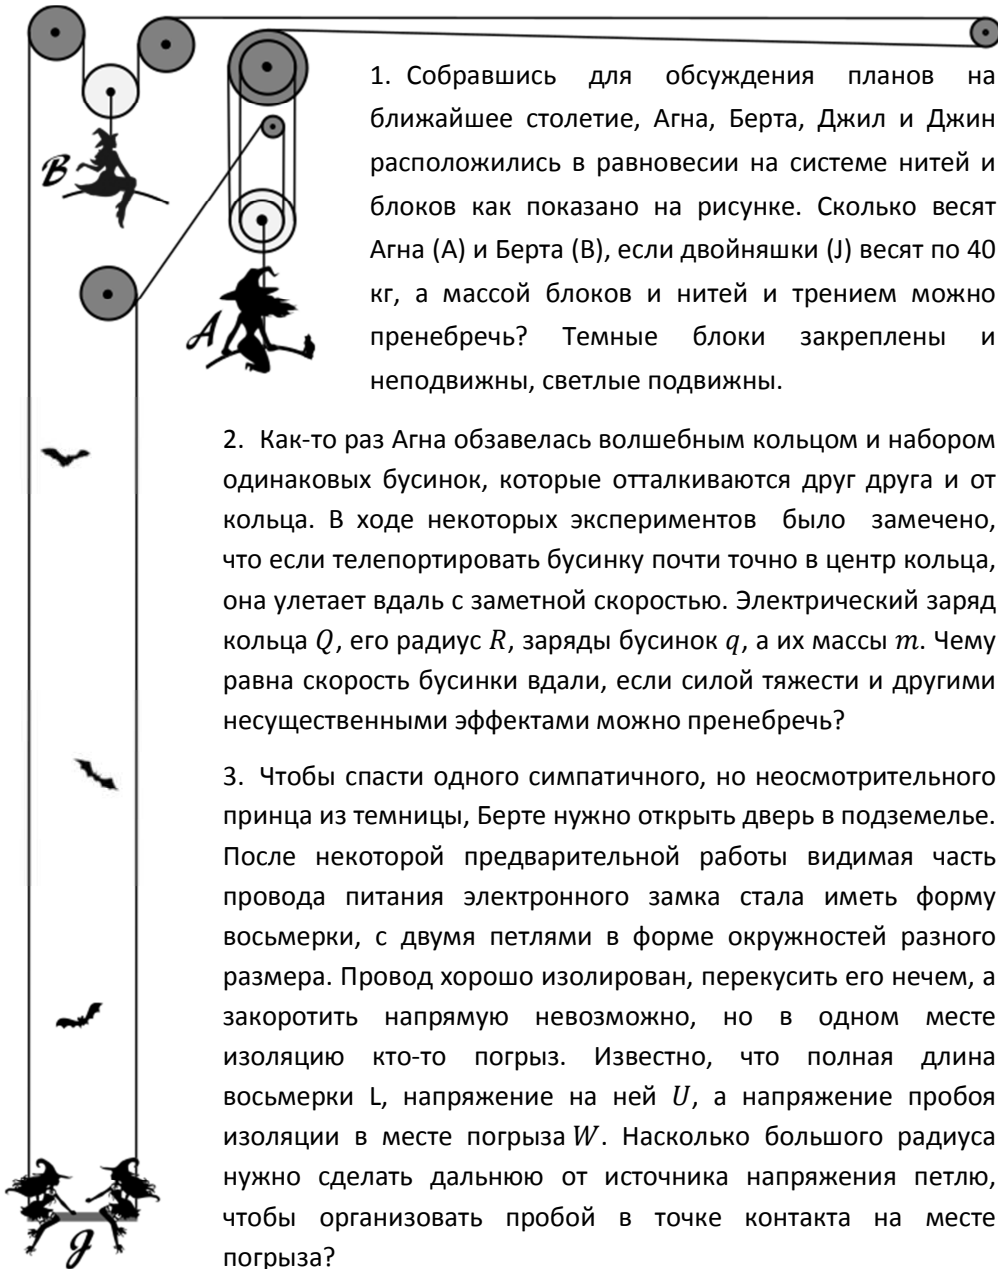 1. Собравшись для обсуждения планов на
ближайшее столетие, Агна, Берта, Джил и Джин
расположились в равновесии на системе нитей и
блоков как показано на рисунке. Сколько весят
Агна (А) и Берта (В), если двойняшки (J) весят по 40
кг, а массой блоков и нитей и трением можно
пренебречь? Темные блоки закреплены и
неподвижны, светлые подвижны.
B
A
2. Как-то раз Агна обзавелась волшебным кольцом и набором
одинаковых бусинок, которые отталкиваются друг друга и от
кольца. В ходе некоторых экспериментов было замечено,
что если телепортировать бусинку почти точно в центр кольца,
она улетает вдаль с заметной скоростью. Электрический заряд
кольца Q, его радиус R, заряды бусинок q, а их массы m. Чему
равна скорость бусинки вдали, если силой тяжести и другими
несущественными эффектами можно пренебречь?
3. Чтобы спасти одного симпатичного, но неосмотрительного
принца из темницы, Берте нужно открыть дверь в подземелье.
После некоторой предварительной работы видимая часть
провода питания электронного замка стала иметь форму
восьмерки, с двумя петлями в форме окружностей разного
размера. Провод хорошо изолирован, перекусить его нечем, а
закоротить напрямую невозможно, но в одном месте
изоляцию кто-то погрыз. Известно, что полная длина
восьмерки L, напряжение на ней U, а напряжение пробоя
изоляции в месте погрыза W. Насколько большого радиуса
нужно сделать дальнюю от источника напряжения петлю,
чтобы организовать пробой в точке контакта на месте
погрыза?
J